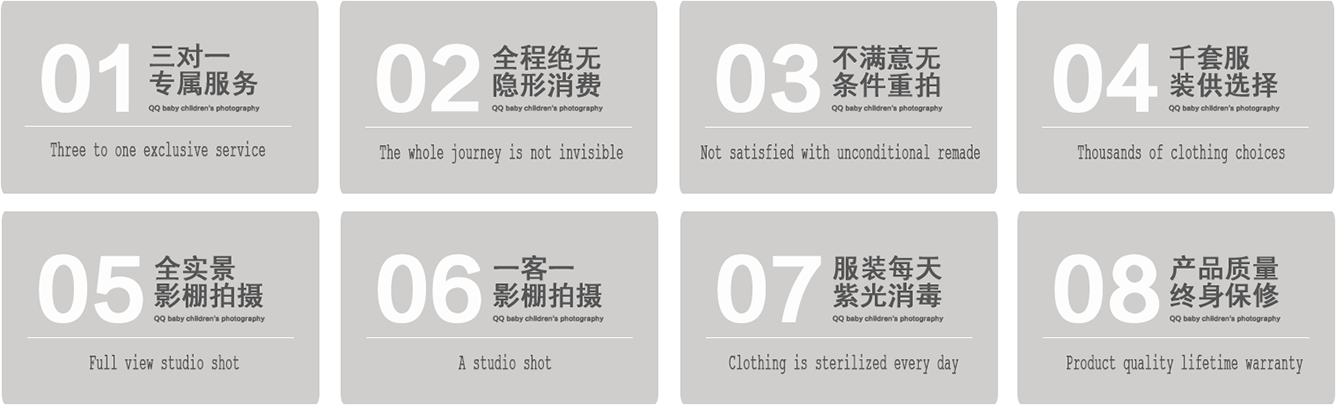 01
三对一
专属服务
QQ baby children's photography
Three to one exclusive service
02
全程绝无
隐形消费
QQ baby children's photography
The whole journey is not invisible
03
不满意无
条件重拍
QQ baby children's photography
Not satisfied with unconditional remade
04
千套服
装供选择
QQ baby children's photography
Thousands of clothing choices
05
全实景
影棚拍摄
QQ baby children's photography
Full view studio shot
06
一客一
影棚拍摄
QQ baby children's photography
A studio shot
07
服装每天
紫光消毒
QQ baby children's photography
Clothing is sterilized every day
08
产品质量
终身保修
QQ baby children's photography
Product quality lifetime warranty